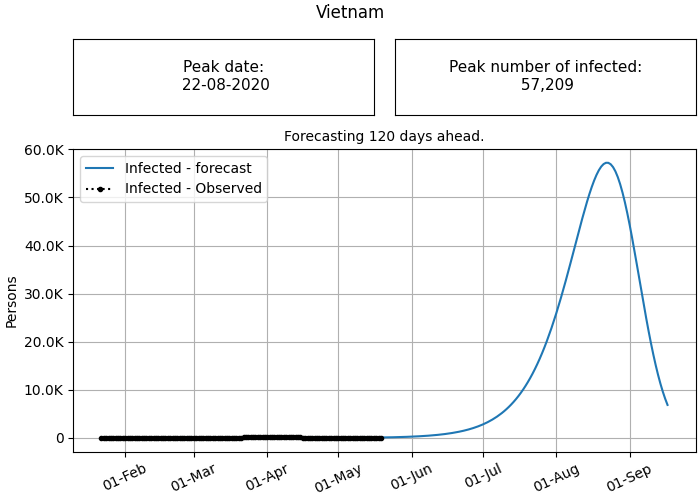 Vietnam
Peak date:
22-08-2020
Peak number of infected:
57,209
Forecasting 120 days ahead.
Infected - forecast
Infected - Observed
Persons
60.0K
50.0K
40.0K
30.0K
20.0K
10.0K
0
01-Feb
01-Mar
01-Apr
01-May
01-Jun
01-Jul
01-Aug
01-Sep